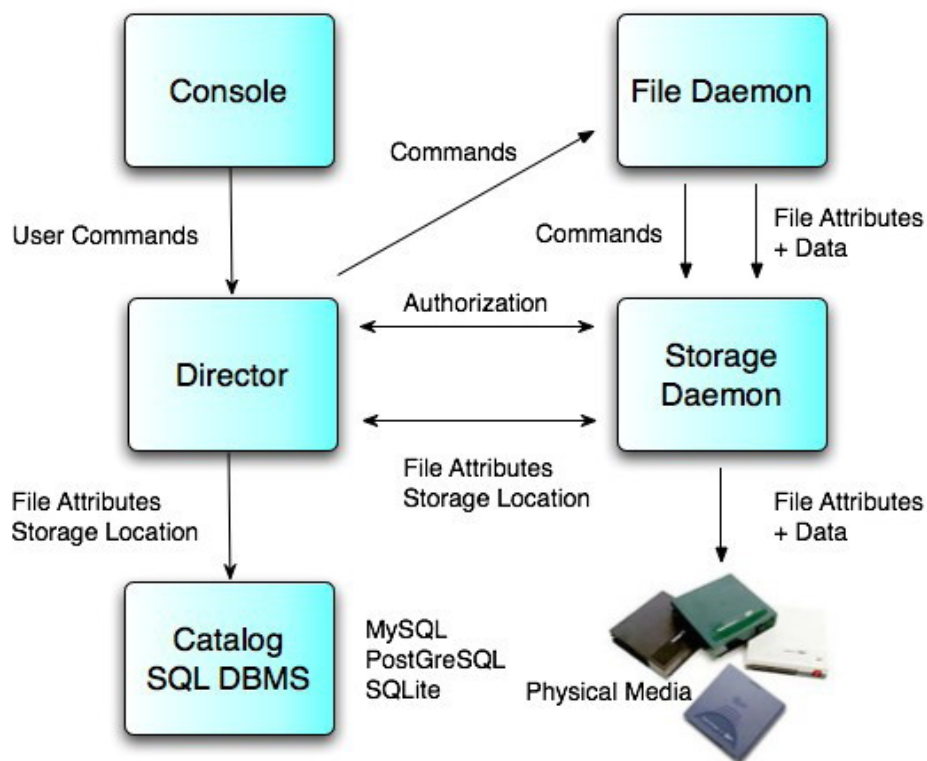 Console
File Daemon
Commands
User Commands
Commands
File Attributes
+ Data
Authorization
Director
Storage
Daemon
File Attributes
Storage Location
File Attributes
Storage Location
File Attributes
+ Data
Catalog
SQL DBMS
MySQL
PostGreSQL
SQLite
Physical Media